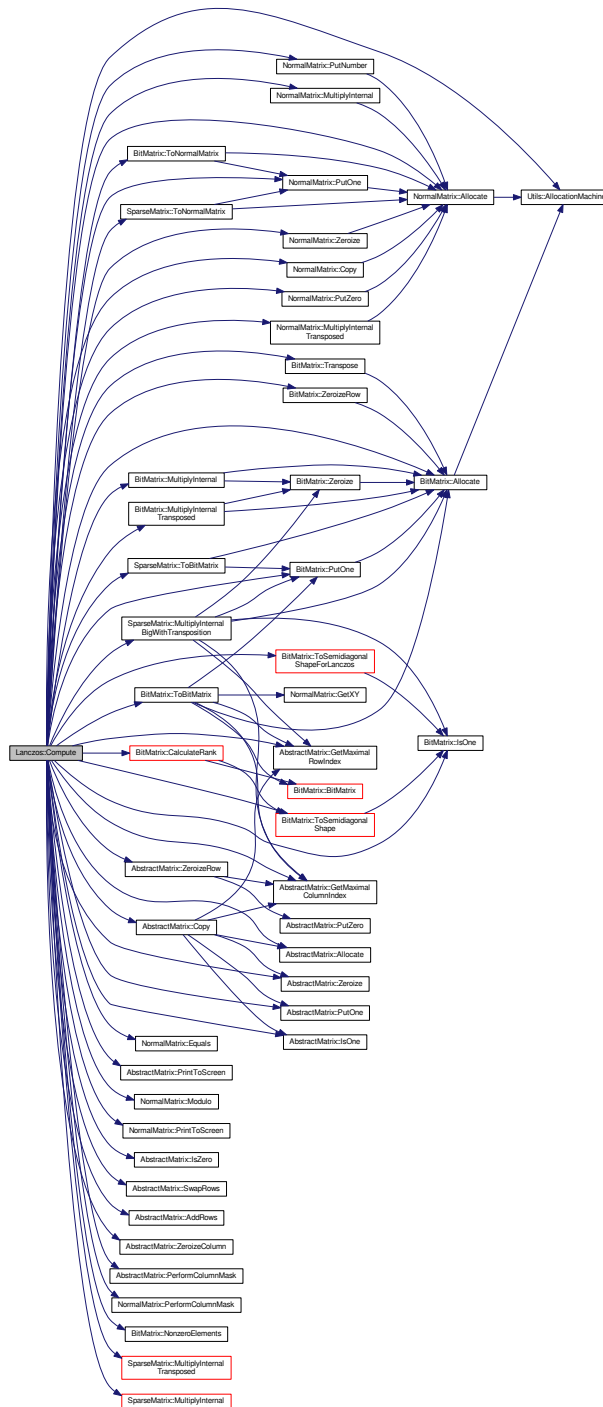 NormalMatrix::PutNumber
NormalMatrix::MultiplyInternal
BitMatrix::ToNormalMatrix
NormalMatrix::PutOne
NormalMatrix::Allocate
Utils::AllocationMachine
SparseMatrix::ToNormalMatrix
NormalMatrix::Zeroize
NormalMatrix::Copy
NormalMatrix::PutZero
NormalMatrix::MultiplyInternal
Transposed
BitMatrix::Transpose
BitMatrix::ZeroizeRow
BitMatrix::MultiplyInternal
BitMatrix::Zeroize
BitMatrix::Allocate
BitMatrix::MultiplyInternal
Transposed
SparseMatrix::ToBitMatrix
BitMatrix::PutOne
SparseMatrix::MultiplyInternal
BigWithTransposition
BitMatrix::ToSemidiagonal
ShapeForLanczos
BitMatrix::ToBitMatrix
NormalMatrix::GetXY
BitMatrix::IsOne
Lanczos::Compute
BitMatrix::CalculateRank
AbstractMatrix::GetMaximal
RowIndex
BitMatrix::BitMatrix
BitMatrix::ToSemidiagonal
Shape
AbstractMatrix::ZeroizeRow
AbstractMatrix::GetMaximal
ColumnIndex
AbstractMatrix::Copy
AbstractMatrix::PutZero
AbstractMatrix::Allocate
AbstractMatrix::Zeroize
AbstractMatrix::PutOne
AbstractMatrix::IsOne
NormalMatrix::Equals
AbstractMatrix::PrintToScreen
NormalMatrix::Modulo
NormalMatrix::PrintToScreen
AbstractMatrix::IsZero
AbstractMatrix::SwapRows
AbstractMatrix::AddRows
AbstractMatrix::ZeroizeColumn
AbstractMatrix::PerformColumnMask
NormalMatrix::PerformColumnMask
BitMatrix::NonzeroElements
SparseMatrix::MultiplyInternal
Transposed
SparseMatrix::MultiplyInternal